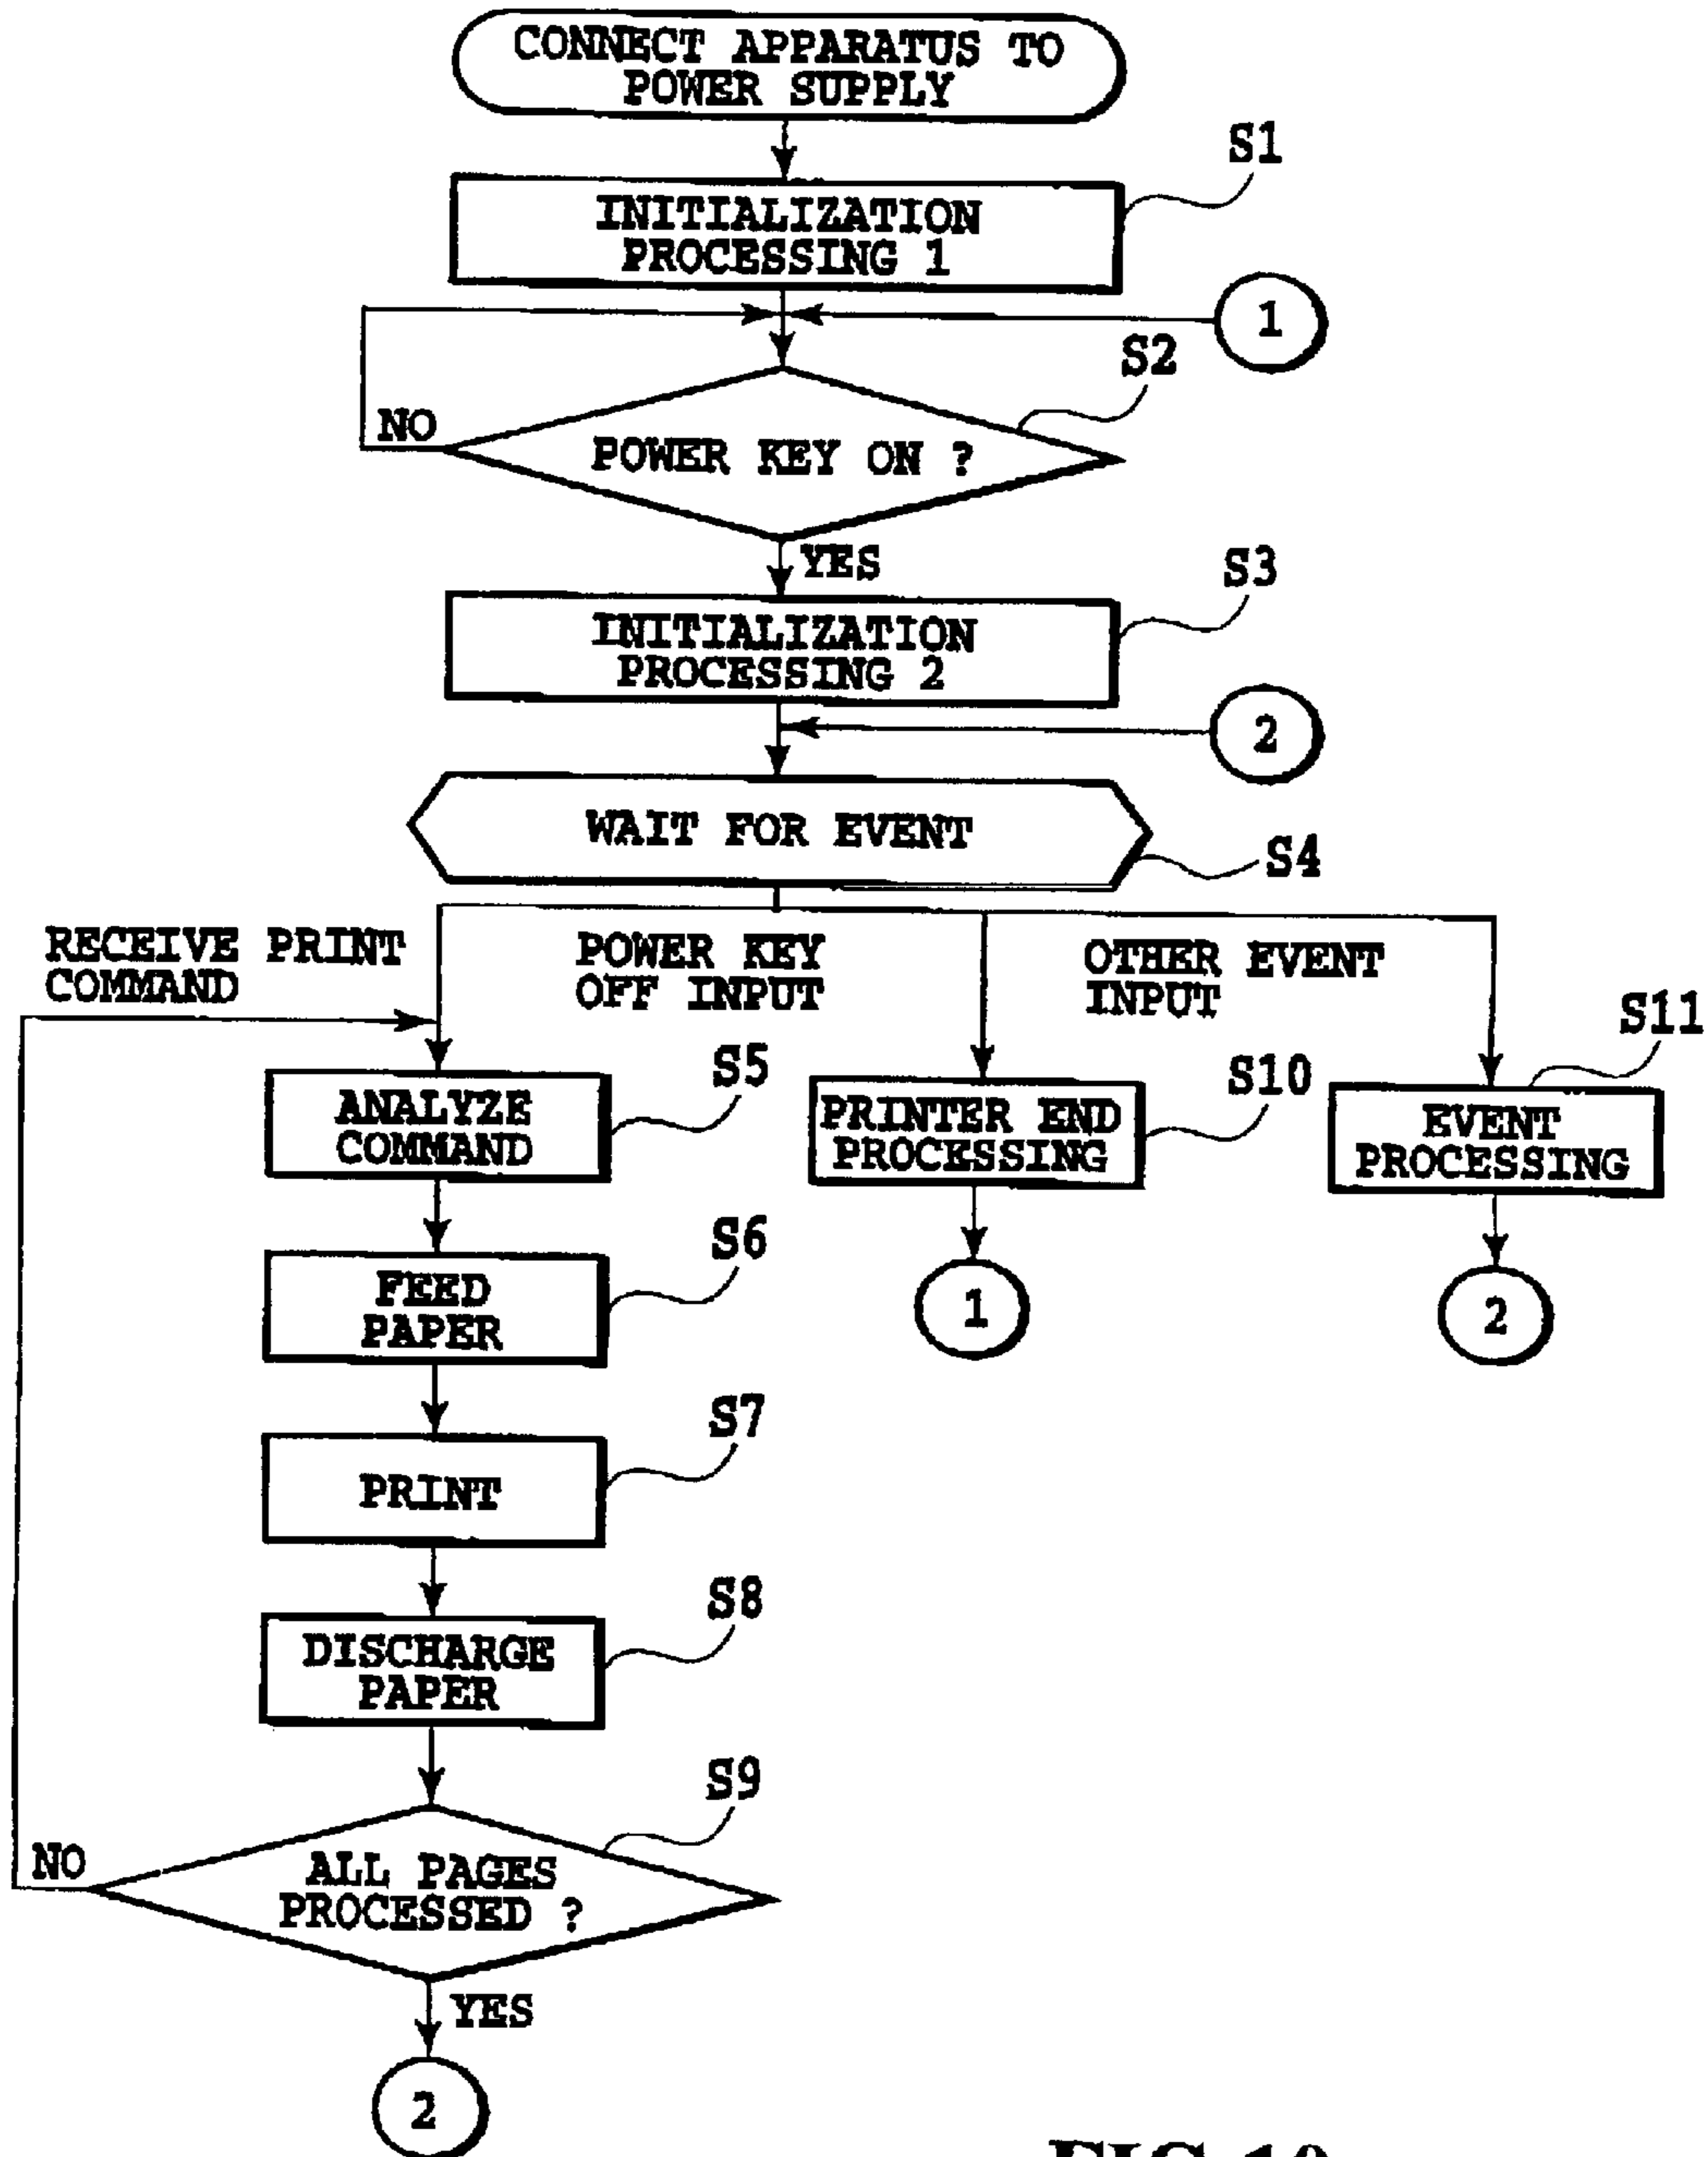 CONNECT APPARATUS TO
POWER SUPPLY
S1
INITIALIZATION
PROCESSING 1
1
S2
NO
POWER KEY ON ?
YES
S3
INITIALIZATION
PROCESSING 2
2
WAIT FOR EVENT
S4
RECEIVE PRINT
COMMAND
POWER KEY
OFF INPUT
OTHER EVENT
INPUT
S5
ANALYZE
COMMAND
S10
PRINTER END
PROCESSING
S11
EVENT
PROCESSING
1
2
S6
FEED
PAPER
S7
PRINT
S8
DISCHARGE
PAPER
S9
NO
ALL PAGES
PROCESSED ?
YES
2